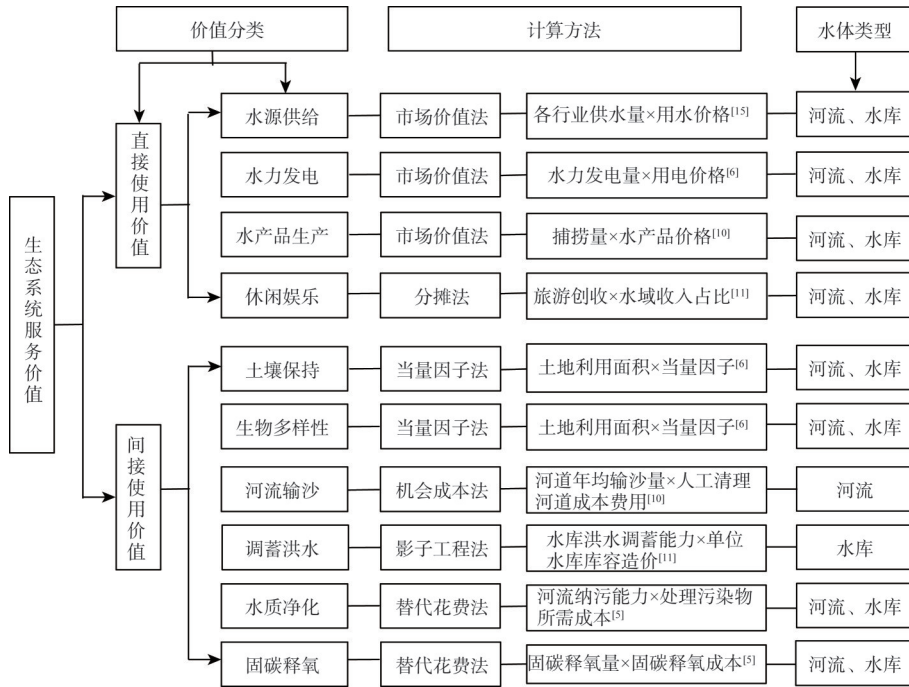 价值分类
计算方法
水体类型
生态系统服务价值
直接使用价值
水源供给
市场价值法
各行业供水量×用水价格[15]
河流、水库
水力发电
市场价值法
水力发电量×用电价格[6]
河流、水库
水产品生产
市场价值法
捕捞量×水产品价格[10]
河流、水库
休闲娱乐
分摊法
旅游创收×水域收入占比[11]
河流、水库
间接使用价值
土壤保持
当量因子法
土地利用面积×当量因子[6]
河流、水库
生物多样性
当量因子法
土地利用面积×当量因子[6]
河流、水库
河流输沙
机会成本法
河道年均输沙量×人工清理
河道成本费用[10]
河流
调蓄洪水
影子工程法
水库洪水调蓄能力×单位
水库库容造价[11]
水库
水质净化
替代花费法
河流纳污能力×处理污染物
所需成本[5]
河流、水库
固碳释氧
替代花费法
固碳释氧量×固碳释氧成本[5]
河流、水库